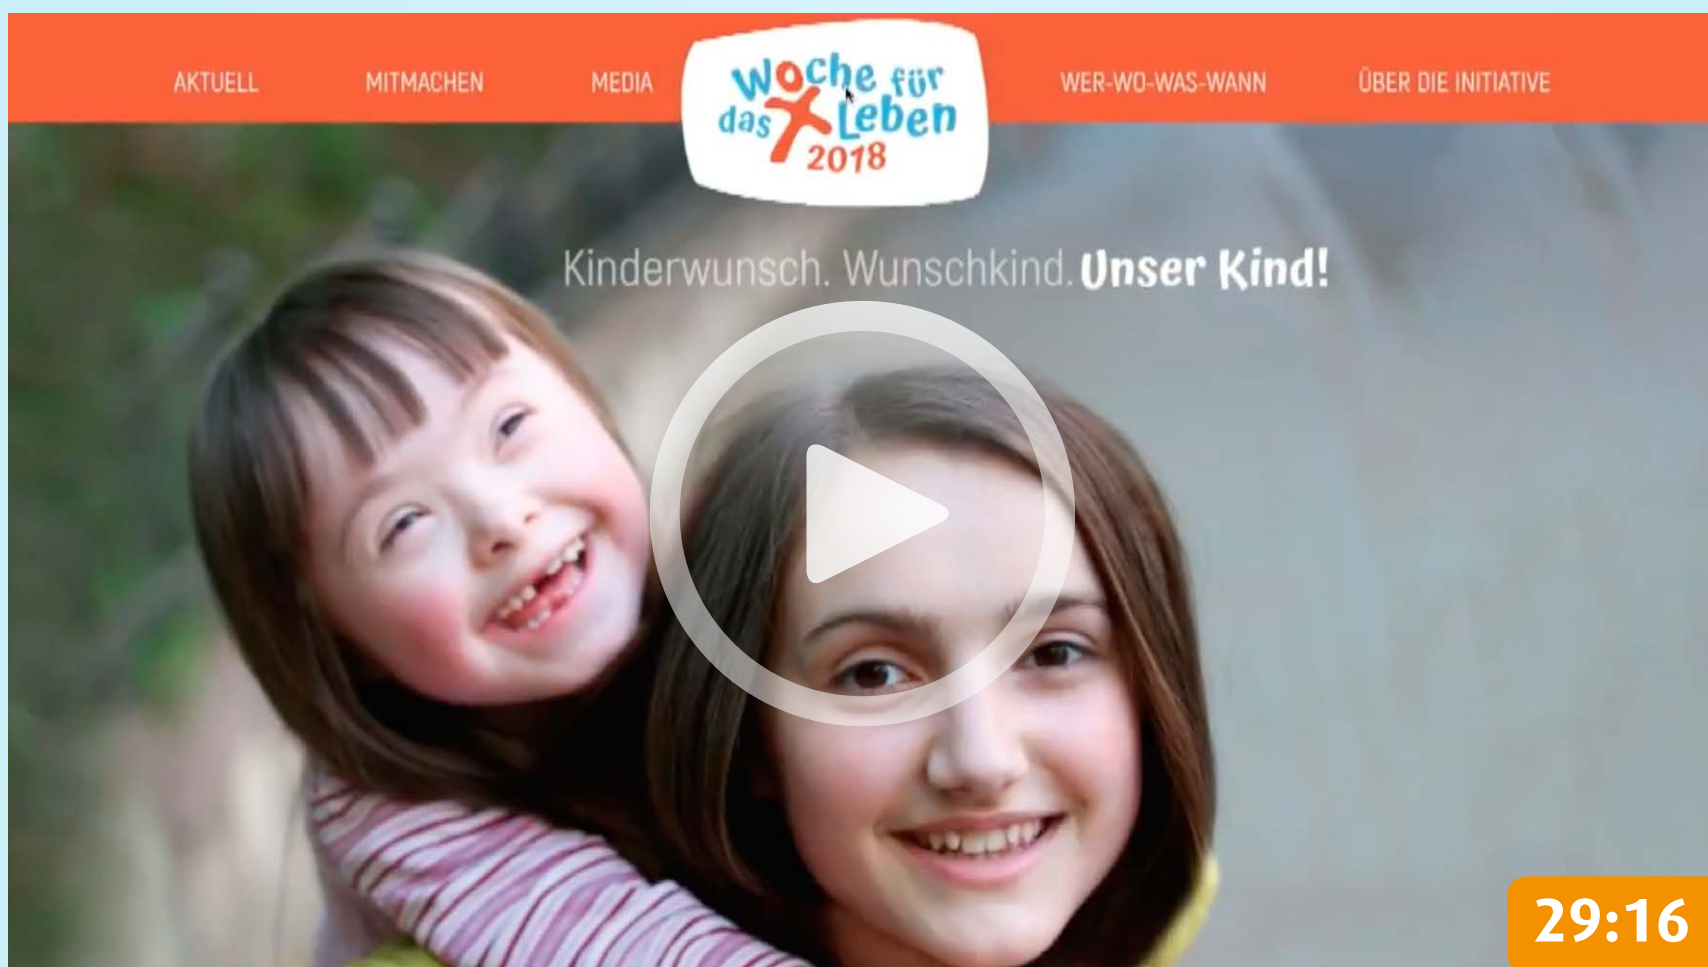 AKTUELL
MITMACHEN
MEDIA
Woche für
das Leben
2018
WER-WO-WAS-WANN
ÜBER DIE INITIATIVE
Kinderwunsch. Wunschkind. Unser Kind!
29:16